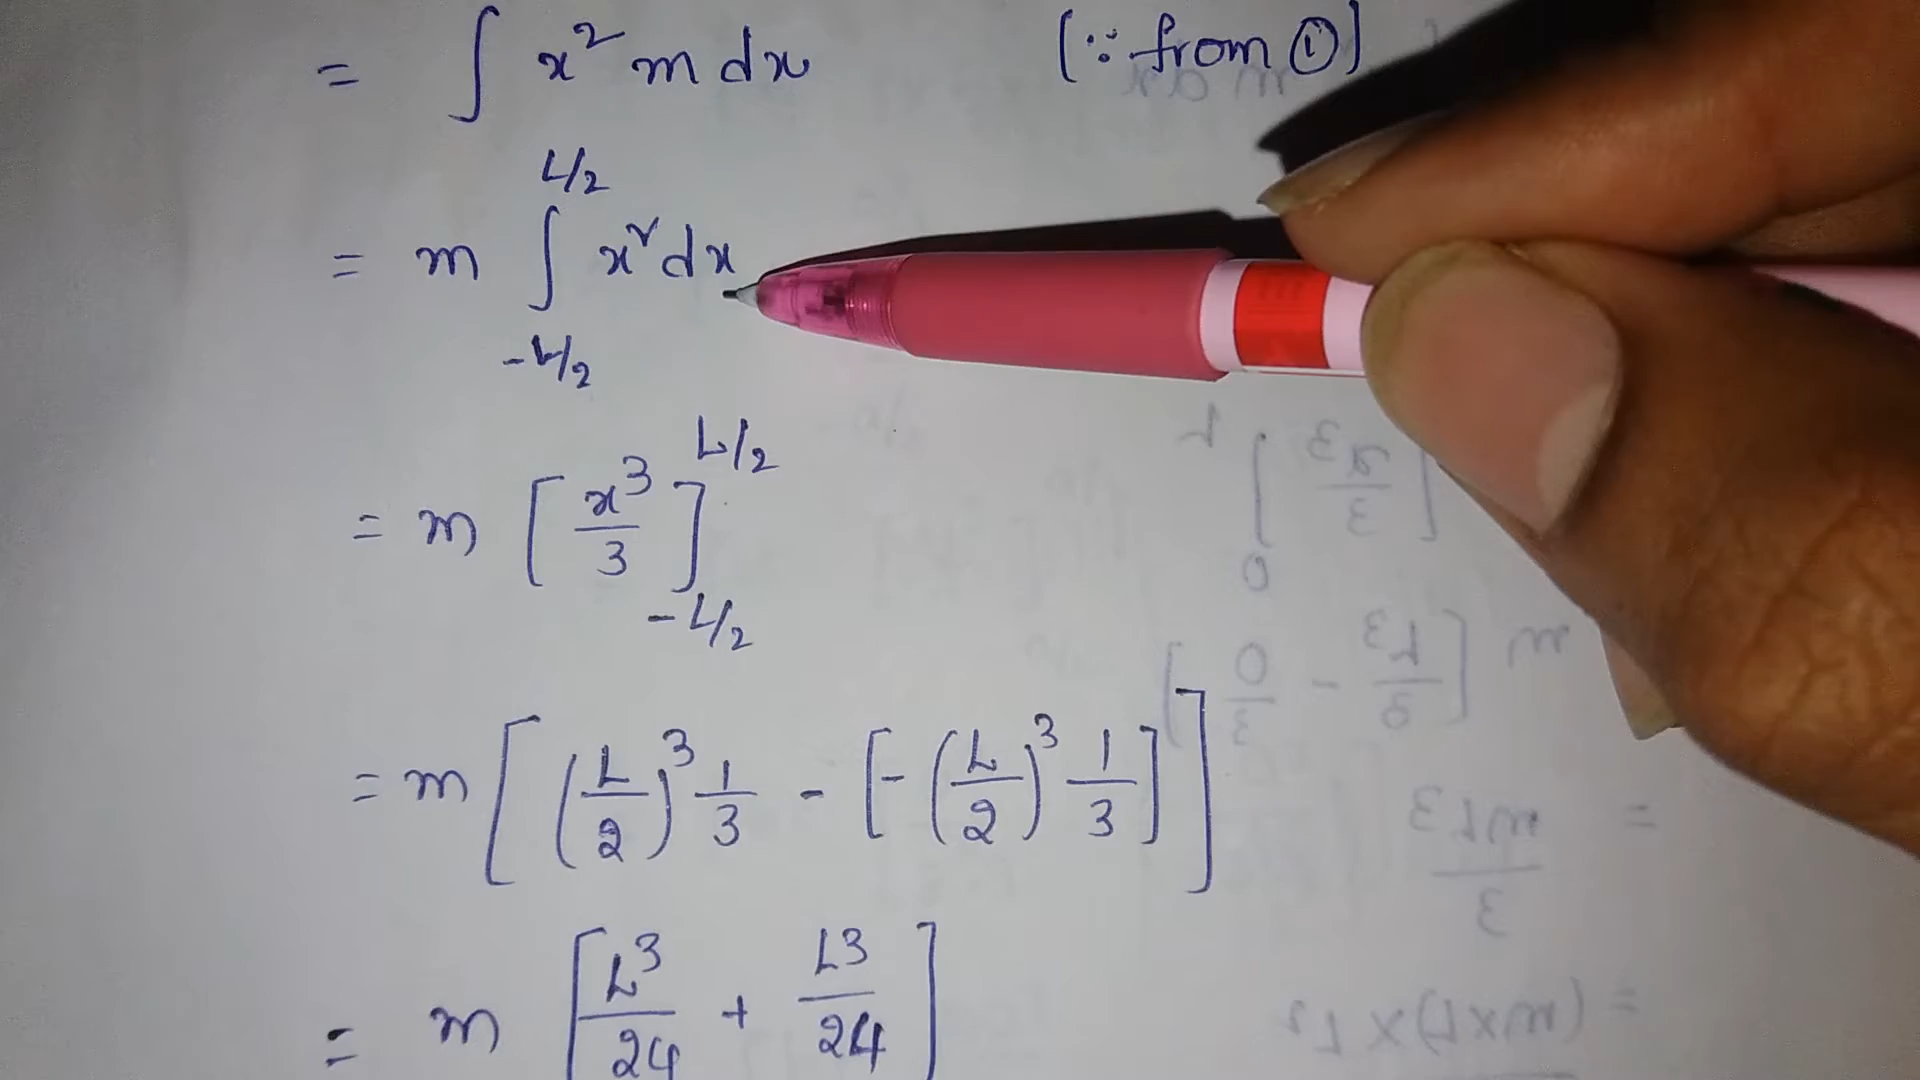 = ∫ x² m dx (∵ from ①)
= m ∫_{-L/2}^{L/2} x² dx
= m [x³/3]_{-L/2}^{L/2}
= m [(L/2)³ 1/3 - [-(L/2)³ 1/3]]
= m [L³/24 + L³/24]